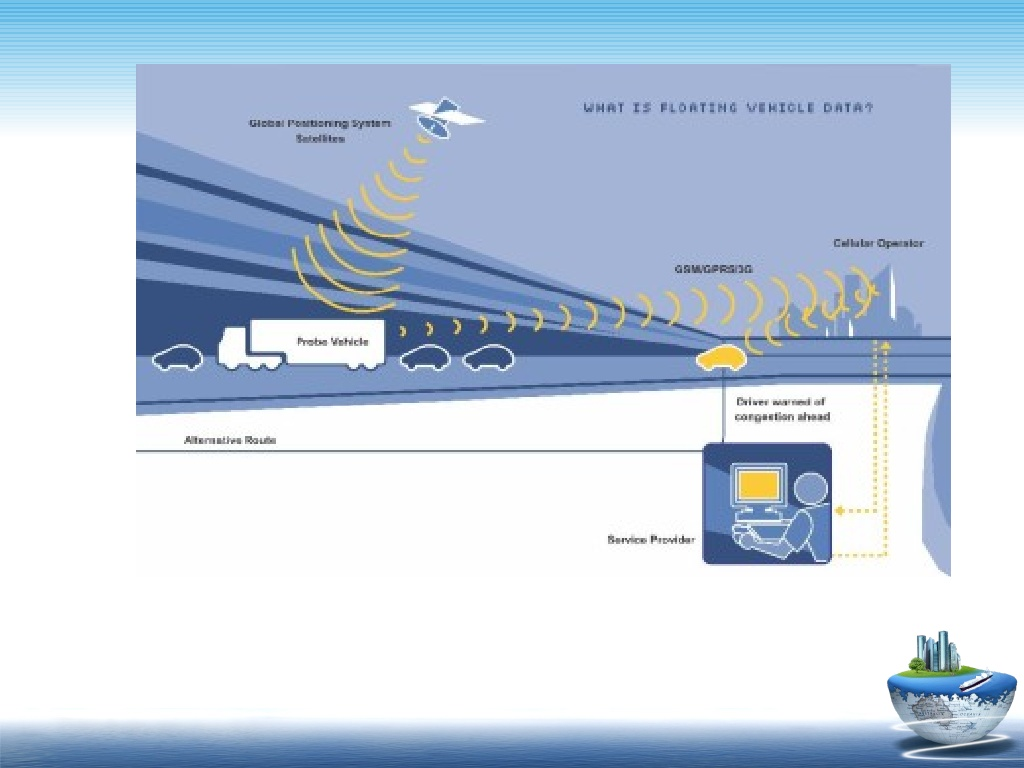 WHAT IS FLOATING VEHICLE DATA?
Global Positioning System
Satellites
Cellular Operator
GSM/GPRS/3G
Probe Vehicle
Driver warned of
congestion ahead
Alternative Route
Service Provider